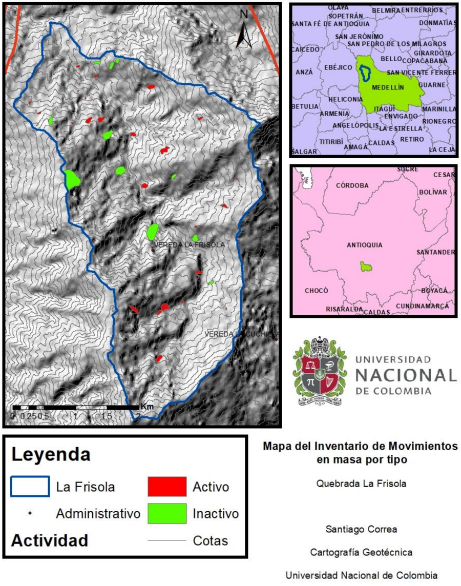 VEREDA LA FRISOLA
Km
0 0.25 0.5 1 1.5 2
OLAYA
SOPETRÁN
BELMIRA
ENTRERRIOS
SANTA FÉ DE ANTIOQUIA
DONMATÍAS
SAN JERÓNIMO
SAN PEDRO DE LOS MILAGROS
CAICEDO
GIRARDOTA
BELLO
COPACABANA
EBÉJICO
ANZÁ
SAN VICENTE FERRER
MEDELLÍN
GUARNE
HELICONIA
BETULIA
ITAGÜÍ
MARINILLA
ARMENIA
ENVIGADO
RIONEGRO
ANGELÓPOLIS
LA ESTRELLA
TITIRIBÍ
RETIRO
AMAGÁ
CALDAS
LA CEJA
SALGAR
SUCRE
CESAR
CÓRDOBA
BOLÍVAR
ANTIOQUIA
SANTANDER
CHOCÓ
BOYACÁ
RISARALDA
CUNDINAMARCA
CALDAS
UNIVERSIDAD
NACIONAL
DE COLOMBIA
Leyenda
La Frisola
Activo
Administrativo
Inactivo
Actividad
Cotas
Mapa del Inventario de Movimientos
en masa por tipo
Quebrada La Frisola
Santiago Correa
Cartografía Geotécnica
Universidad Nacional de Colombia